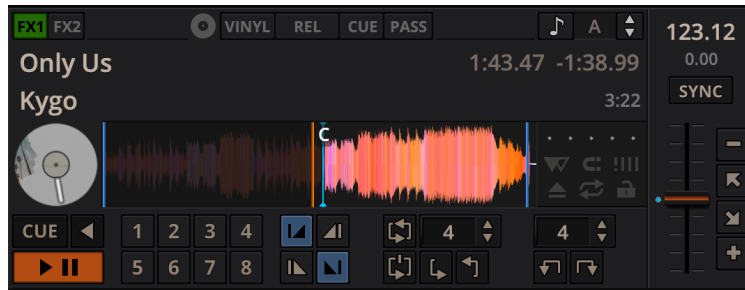 FX1 FX2 VINYL REL CUE PASS A 123.12
Only Us 1:43.47 -1:38.99 0.00
SYNC
Kygo 3:22
C
CUE 1 2 3 4 4 4
5 6 7 8